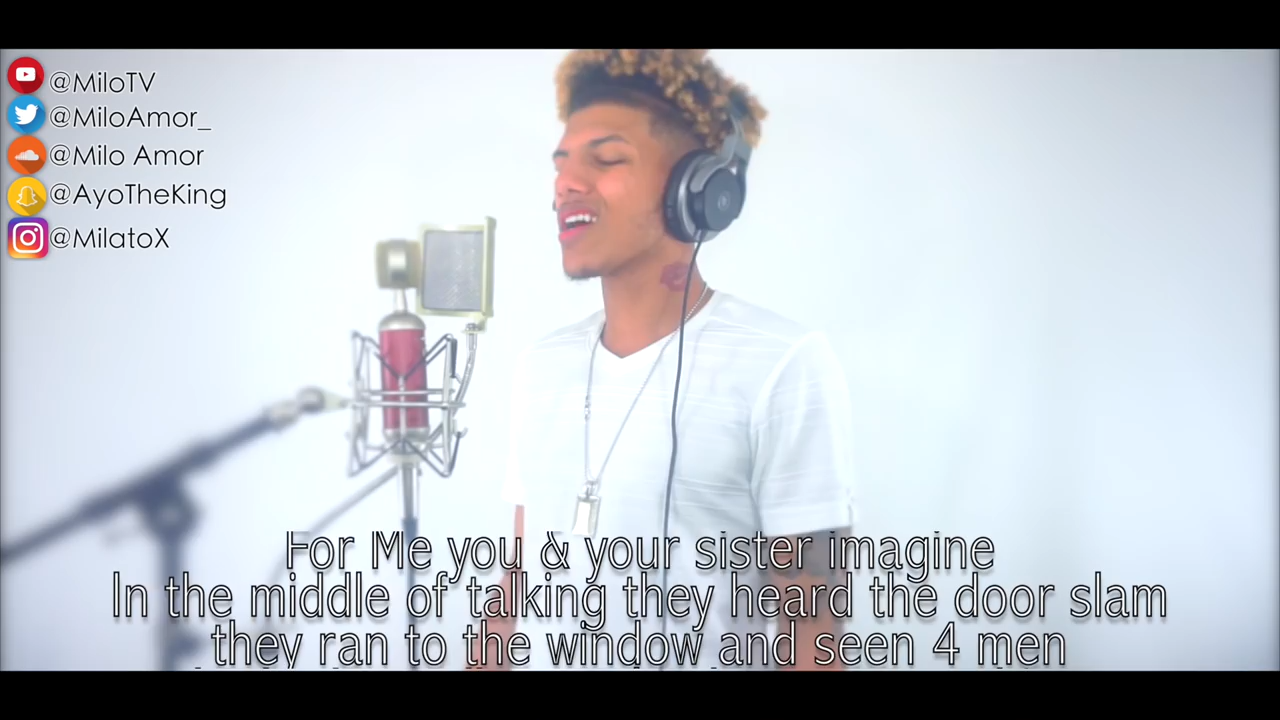 @MiloTV
@MiloAmor_
@Milo Amor
@AyoTheKing
@MilatoX
For Me you & your sister imagine
In the middle of talking they heard the door slam
they ran to the window and seen 4 men